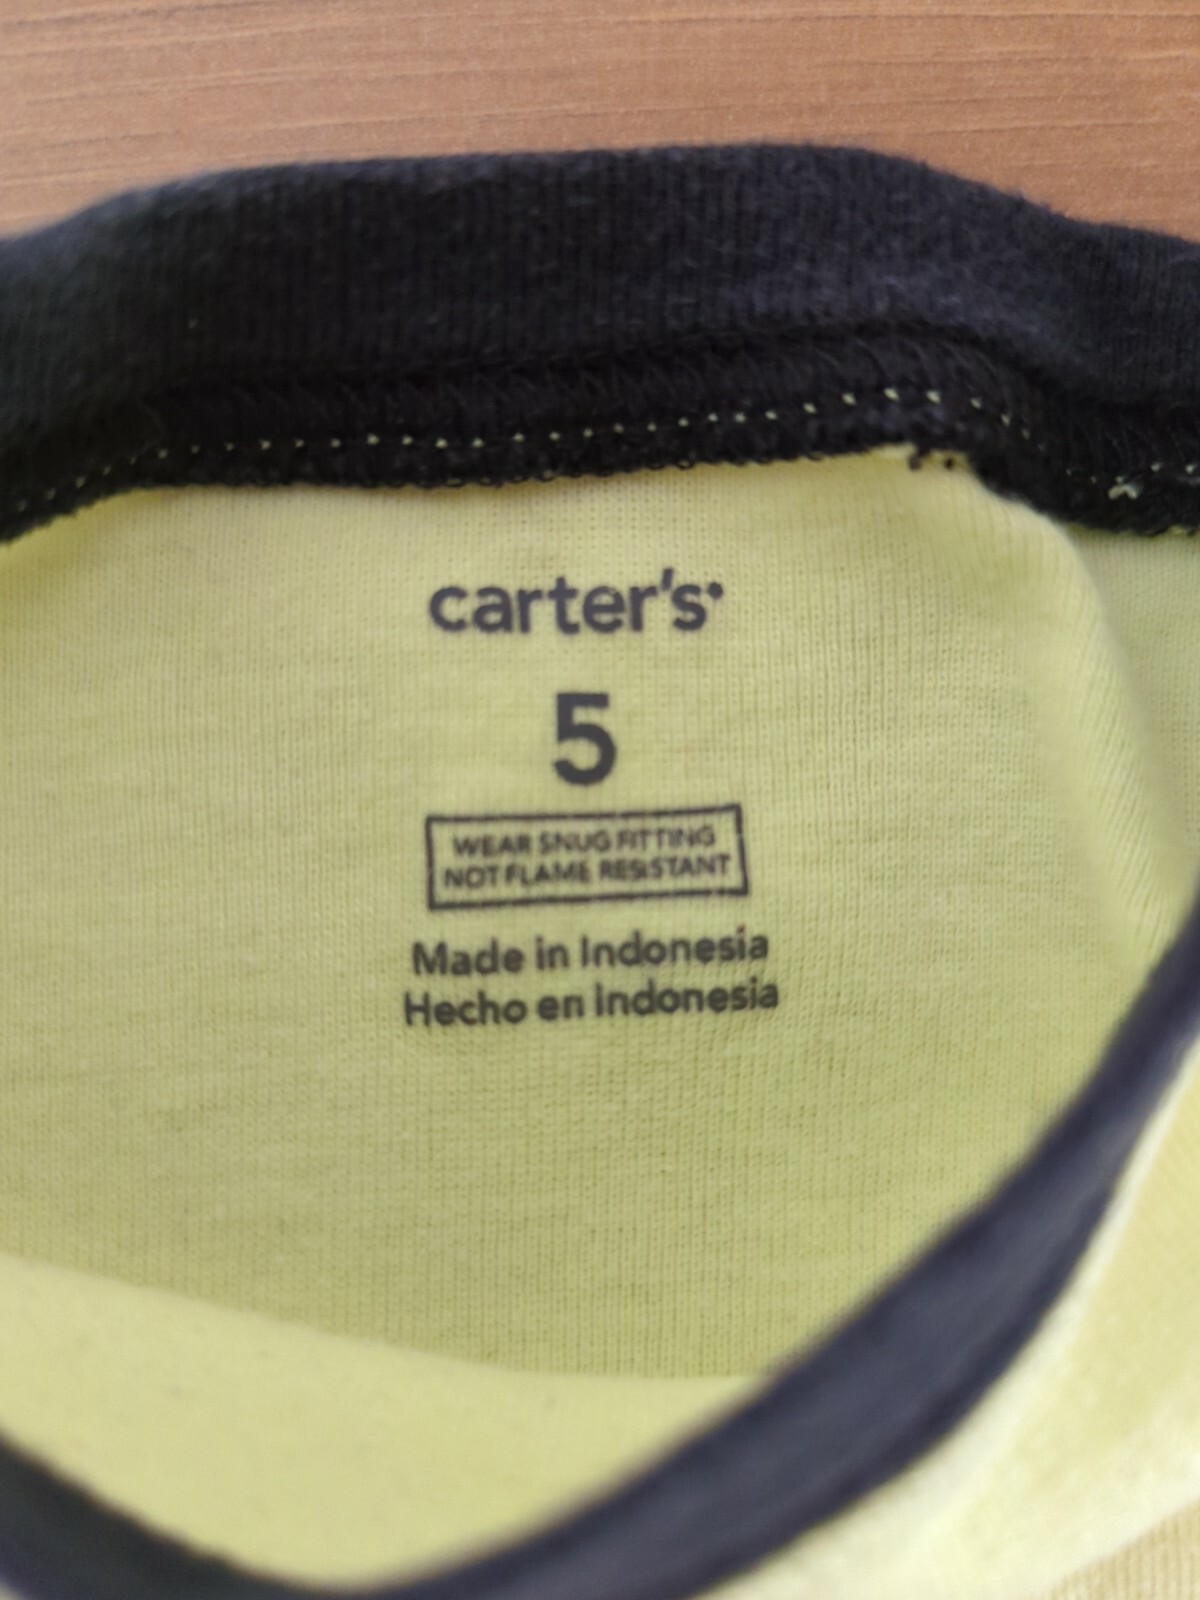 carter's
5
WEAR SNUG FITTING
NOT FLAME RESISTANT
Made in Indonesia
Hecho en Indonesia